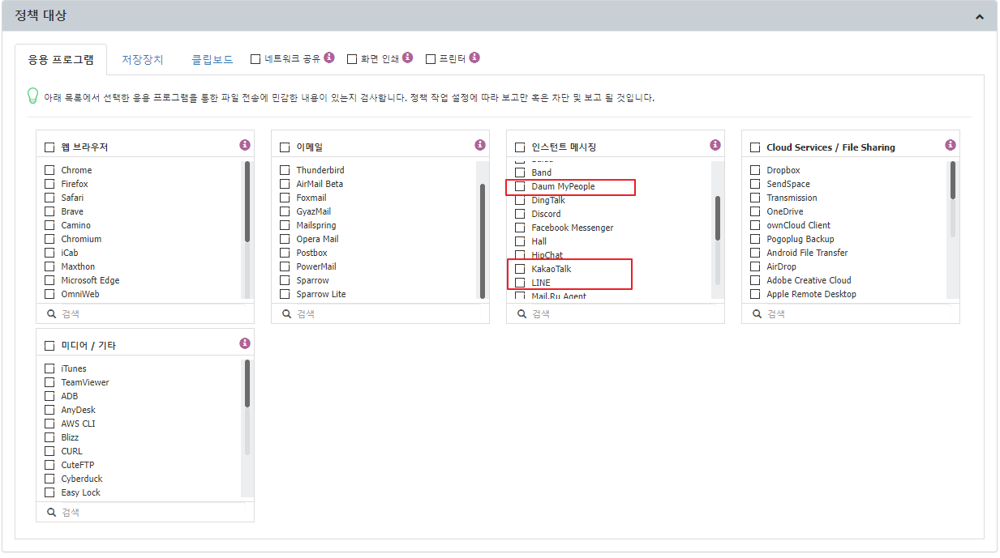 정책 대상
응용 프로그램 저장장치 클립보드 네트워크 공유 화면 인쇄 프린터
아래 목록에서 선택한 응용 프로그램을 통한 파일 전송에 민감한 내용이 있는지 검사합니다. 정책 작업 설정에 따라 보고만 혹은 차단 및 보고 될 것입니다.
웹 브라우저
Chrome
Firefox
Safari
Brave
Camino
Chromium
iCab
Maxthon
Microsoft Edge
OmniWeb
검색
이메일
Thunderbird
AirMail Beta
Foxmail
GyazMail
Mailspring
Opera Mail
Postbox
PowerMail
Sparrow
Sparrow Lite
검색
인스턴트 메시징
Band
Daum MyPeople
DingTalk
Discord
Facebook Messenger
Hall
HipChat
KakaoTalk
LINE
Mail.Ru Agent
검색
Cloud Services / File Sharing
Dropbox
SendSpace
Transmission
OneDrive
ownCloud Client
Pogoplug Backup
Android File Transfer
AirDrop
Adobe Creative Cloud
Apple Remote Desktop
검색
미디어 / 기타
iTunes
TeamViewer
ADB
AnyDesk
AWS CLI
Blizz
CURL
CuteFTP
Cyberduck
Easy Lock
검색